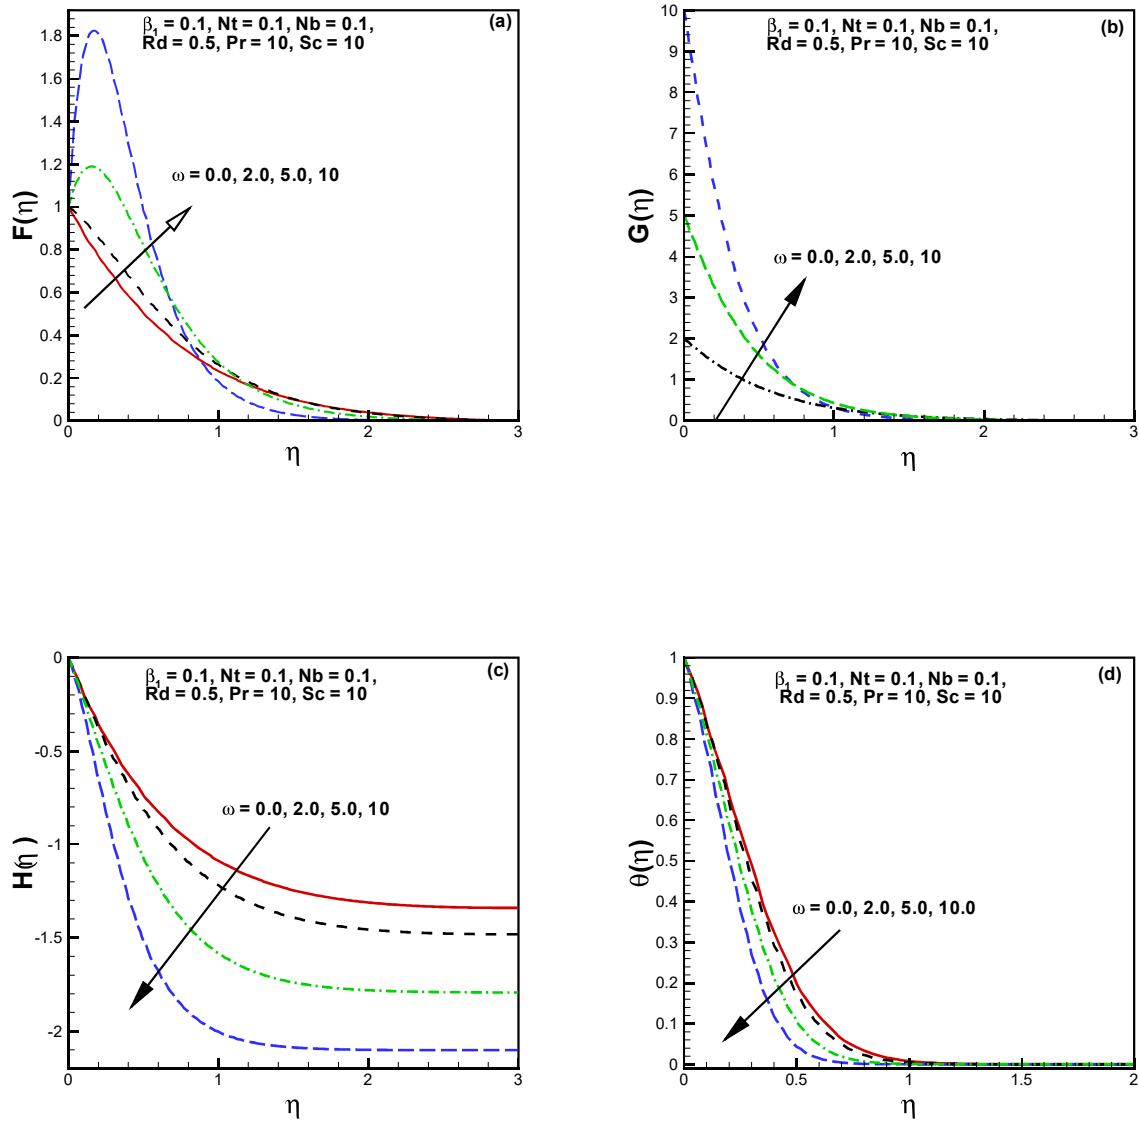 (a)
β1 = 0.1, Nt = 0.1, Nb = 0.1,
Rd = 0.5, Pr = 10, Sc = 10
ω = 0.0, 2.0, 5.0, 10
F(η)
1.8
1.6
1.4
1.2
1
0.8
0.6
0.4
0.2
0
0 1 2 3
η
(b)
β1 = 0.1, Nt = 0.1, Nb = 0.1,
Rd = 0.5, Pr = 10, Sc = 10
ω = 0.0, 2.0, 5.0, 10
G(η)
10
9
8
7
6
5
4
3
2
1
0
0 1 2 3
η
(c)
β1 = 0.1, Nt = 0.1, Nb = 0.1,
Rd = 0.5, Pr = 10, Sc = 10
ω = 0.0, 2.0, 5.0, 10
H(η)
0
-0.5
-1
-1.5
-2
0 1 2 3
η
(d)
β1 = 0.1, Nt = 0.1, Nb = 0.1,
Rd = 0.5, Pr = 10, Sc = 10
ω = 0.0, 2.0, 5.0, 10.0
θ(η)
1
0.9
0.8
0.7
0.6
0.5
0.4
0.3
0.2
0.1
0
0 0.5 1 1.5 2
η